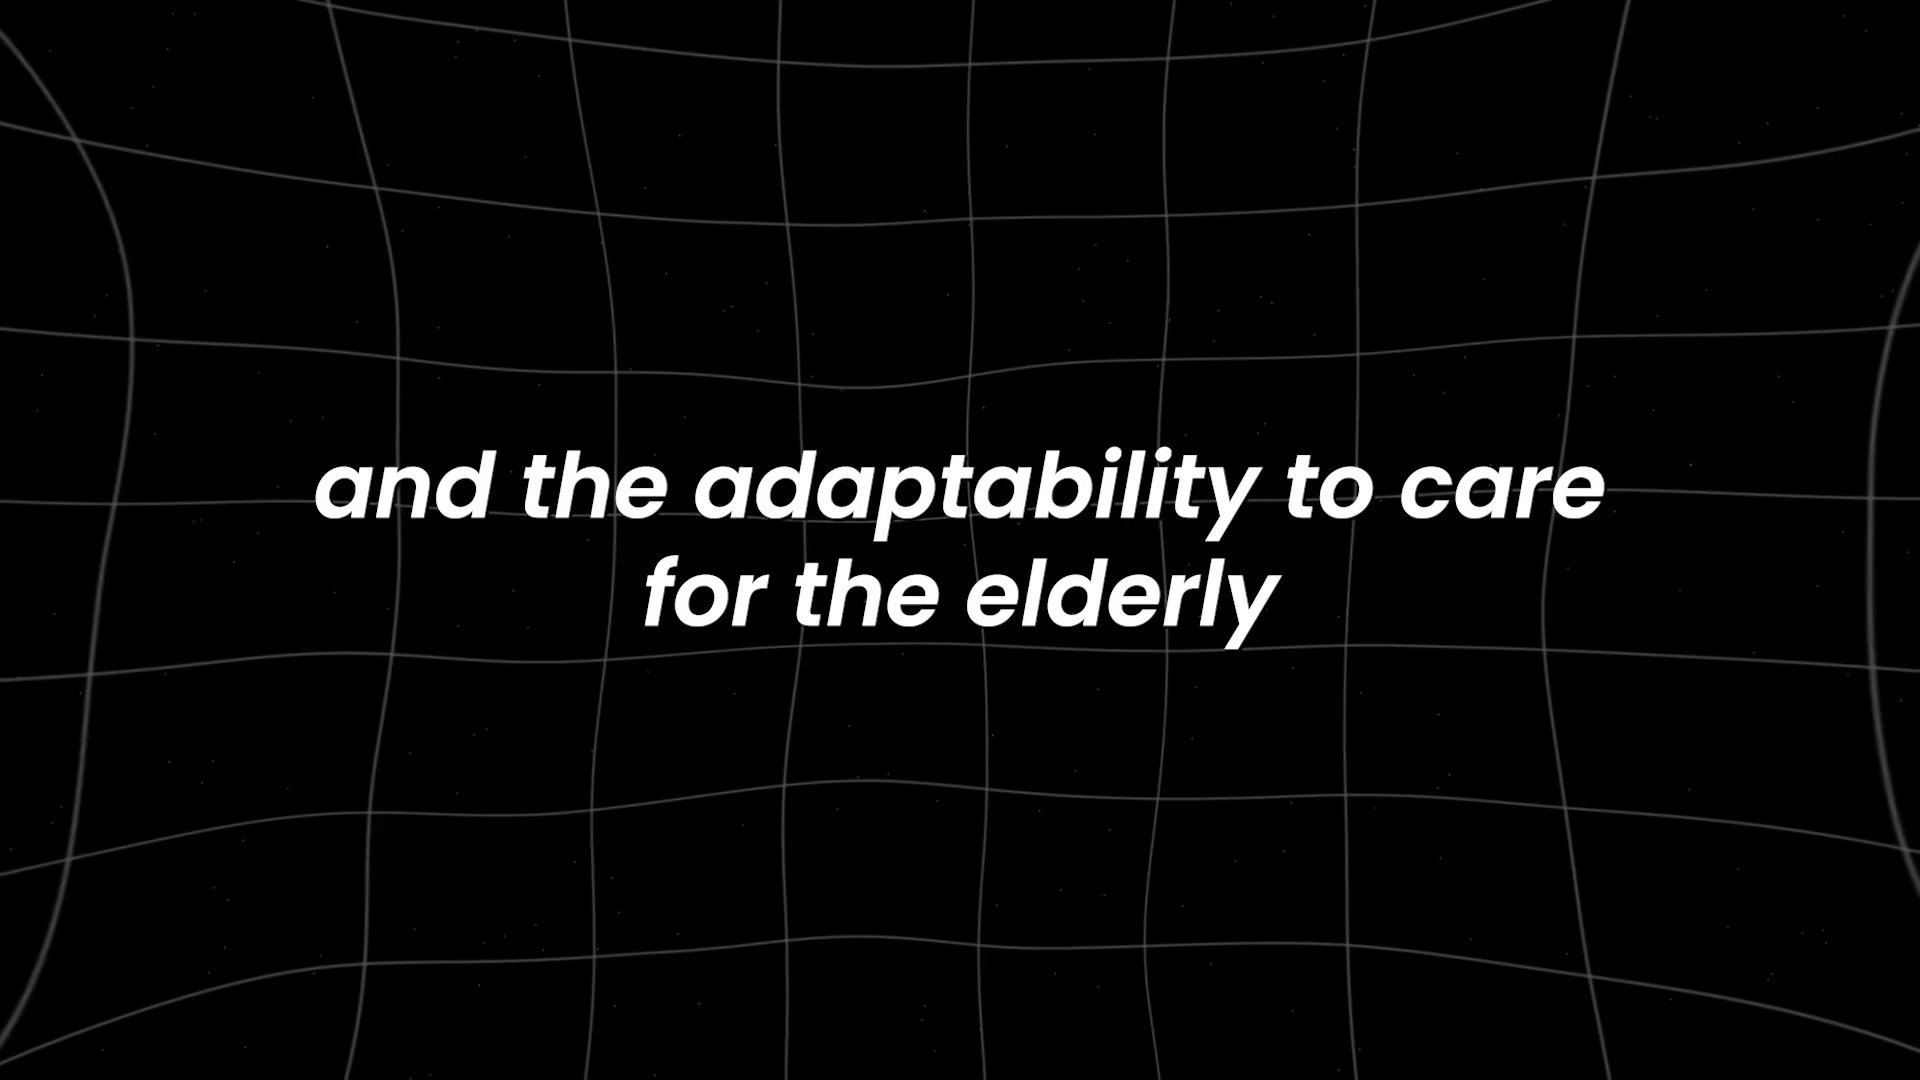 and the adaptability to care
for the elderly